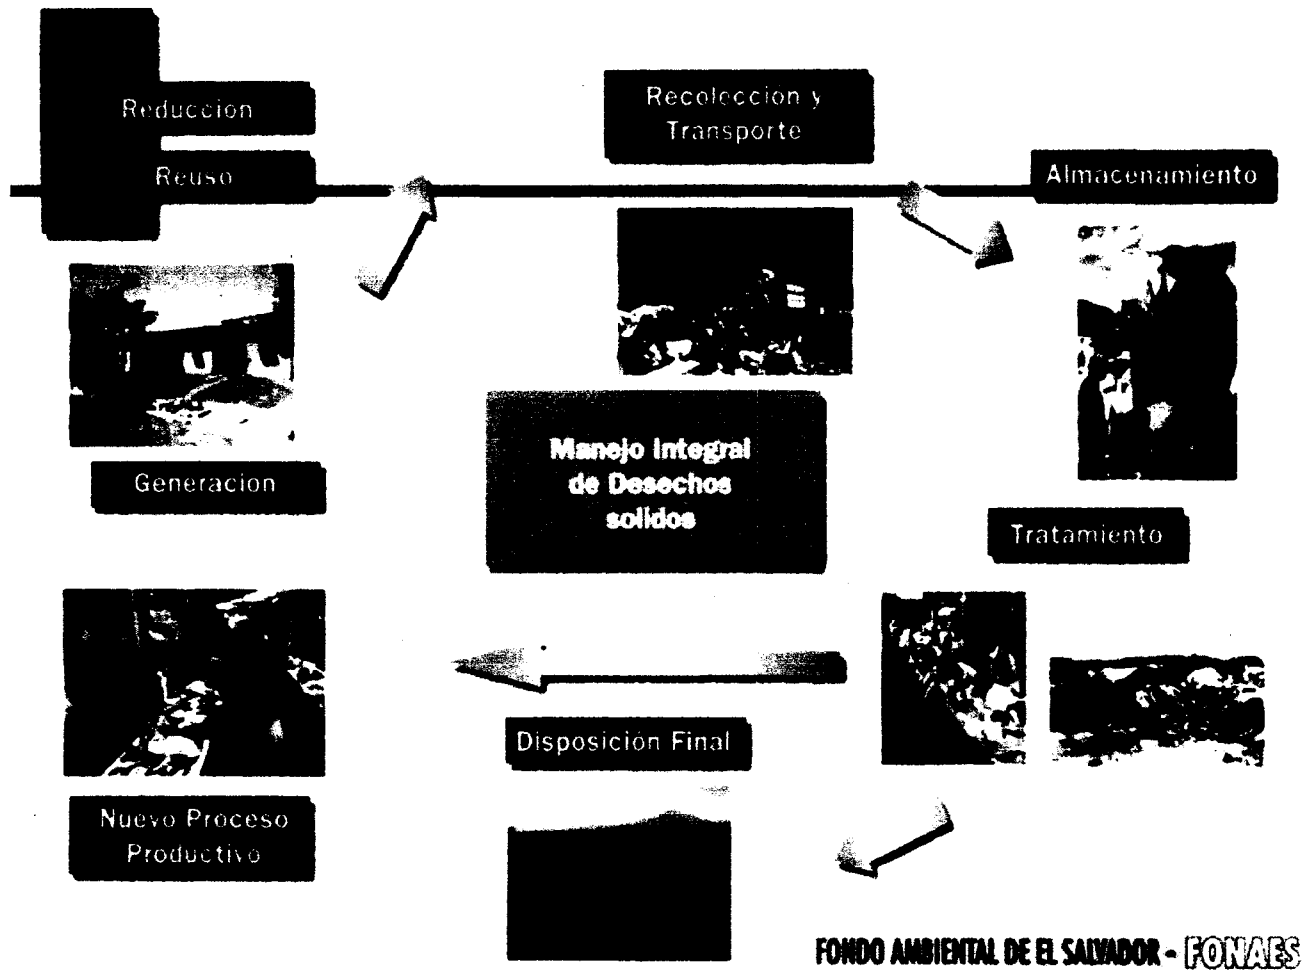 Reduccion
Reuso
Recoleccion y
Transporte
Almacenamiento
Generacion
Manejo Integral
de Desechos
solidos
Tratamiento
Disposición Final
Nuevo Proceso
Productivo
FONDO AMBIENTAL DE EL SALVADOR - FONAES